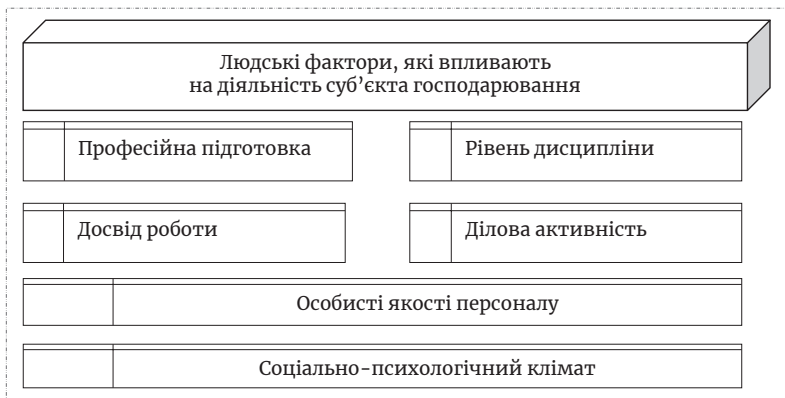 Людські фактори, які впливають
на діяльність суб’єкта господарювання
Професійна підготовка
Рівень дисципліни
Досвід роботи
Ділова активність
Особисті якості персоналу
Соціально-психологічний клімат